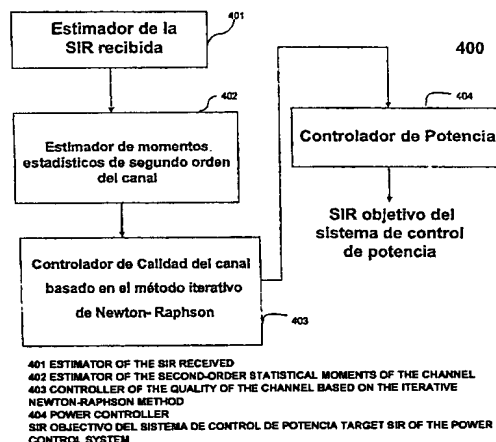 Estimador de la
SIR recibida
401
400
402
Estimador de momentos.
estadísticos de segundo orden
del canal
404
Controlador de Potencia
SIR objetivo del
sistema de control
de potencia
Controlador de Calidad del canal
basado en el método iterativo
de Newton- Raphson
403
401 ESTIMATOR OF THE SIR RECEIVED
402 ESTIMATOR OF THE SECOND-ORDER STATISTICAL MOMENTS OF THE CHANNEL
403 CONTROLLER OF THE QUALITY OF THE CHANNEL BASED ON THE ITERATIVE
NEWTON-RAPHSON METHOD
404 POWER CONTROLLER
SIR OBJECTIVO DEL SISTEMA DE CONTROL DE POTENCIA TARGET SIR OF THE POWER
CONTROL SYSTEM